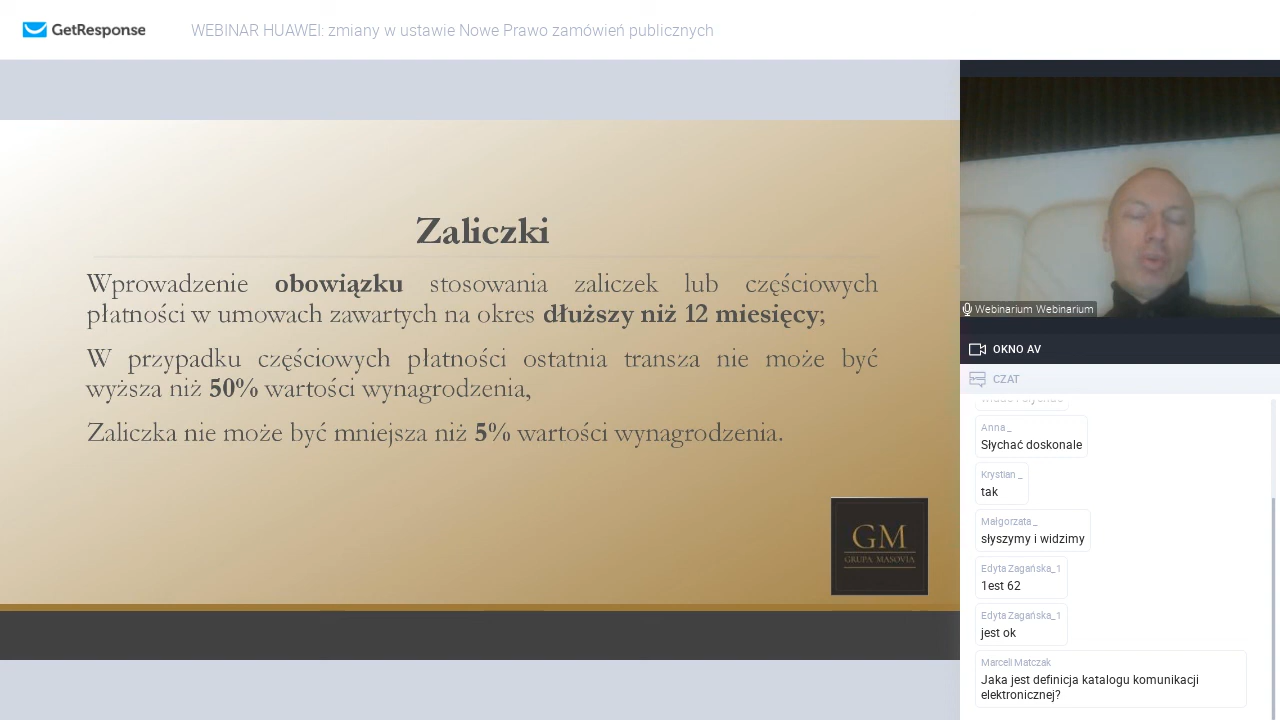 GetResponse
WEBINAR HUAWEI: zmiany w ustawie Nowe Prawo zamówień publicznych
Zaliczki
Wprowadzenie obowiązku stosowania zaliczek lub częściowych
płatności w umowach zawartych na okres dłuższy niż 12 miesięcy;
W przypadku częściowych płatności ostatnia transza nie może być
wyższa niż 50% wartości wynagrodzenia,
Zaliczka nie może być mniejsza niż 5% wartości wynagrodzenia.
GM
GRUPA MASOVIA
Webinarium Webinarium
OKNO AV
CZAT
Anna _
Słychać doskonale
Krystian _
tak
Małgorzata _
słyszymy i widzimy
Edyta Zagańska_1
1est 62
Edyta Zagańska_1
jest ok
Marceli Matczak
Jaka jest definicja katalogu komunikacji
elektronicznej?